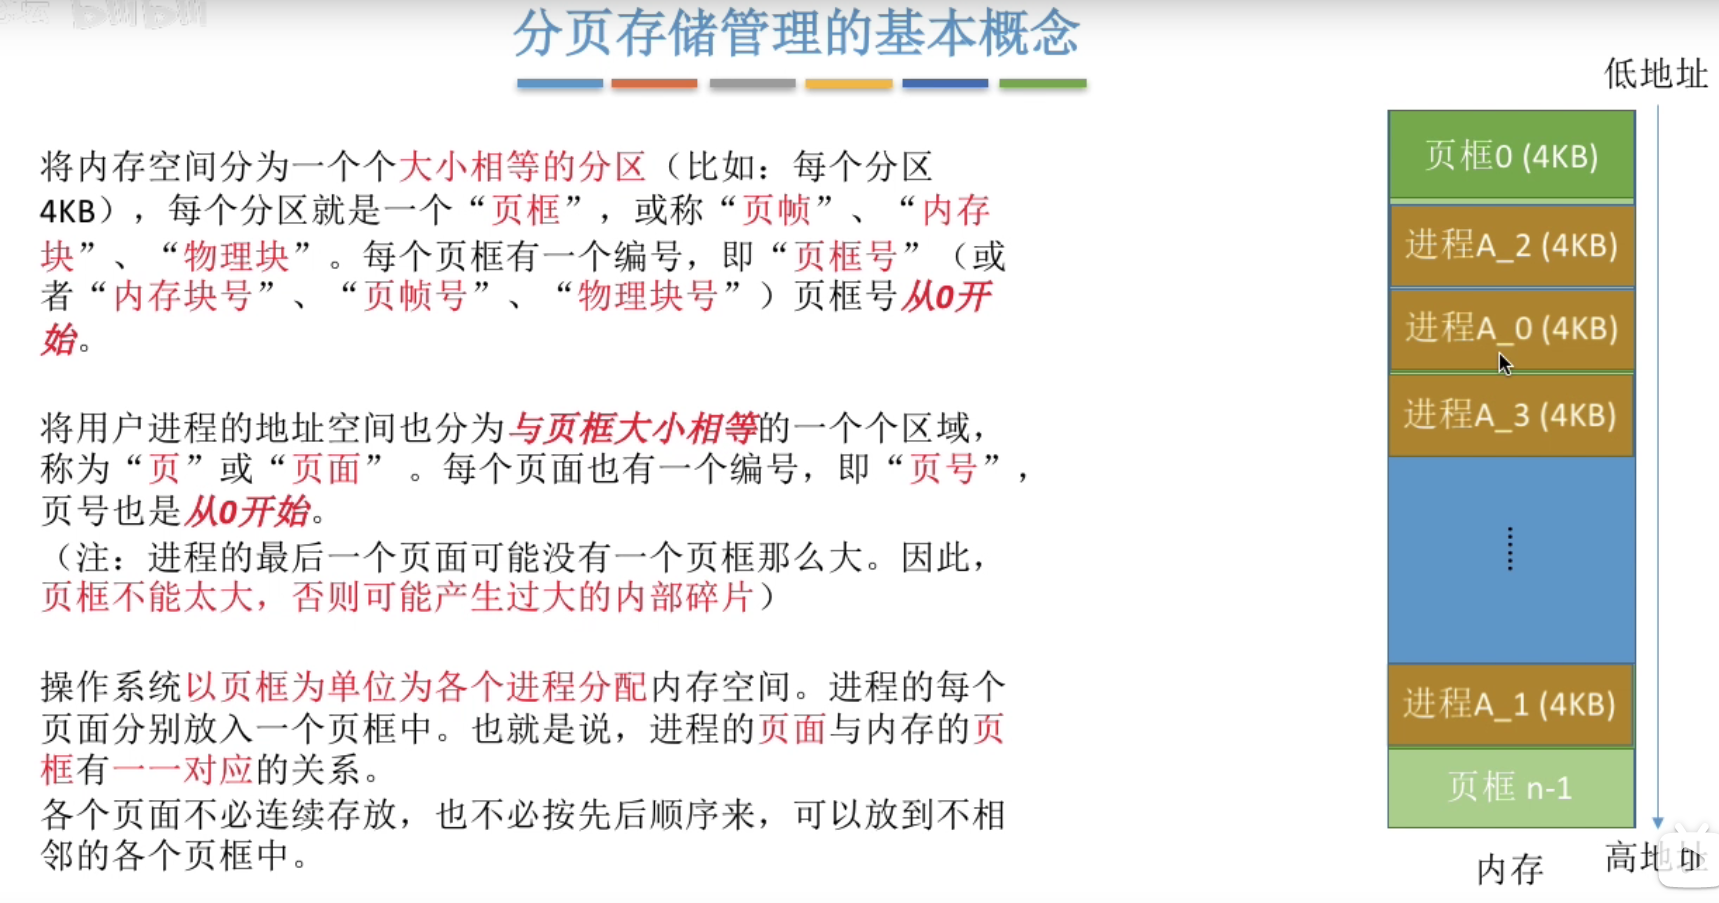 分页存储管理的基本概念
将内存空间分为一个个大小相等的分区（比如：每个分区
4KB），每个分区就是一个“页框”，或称“页帧”、“内存
块”、“物理块”。每个页框有一个编号，即“页框号”（或
者“内存块号”、“页帧号”、“物理块号”）页框号从0开
始。
将用户进程的地址空间也分为与页框大小相等的一个个区域，
称为“页”或“页面”。每个页面也有一个编号，即“页号”，
页号也是从0开始。
（注：进程的最后一个页面可能没有一个页框那么大。因此，
页框不能太大，否则可能产生过大的内部碎片）
操作系统以页框为单位为各个进程分配内存空间。进程的每个
页面分别放入一个页框中。也就是说，进程的页面与内存的页
框有一一对应的关系。
各个页面不必连续存放，也不必按先后顺序来，可以放到不相
邻的各个页框中。
低地址
页框0 (4KB)
进程A_2 (4KB)
进程A_0 (4KB)
进程A_3 (4KB)
……
进程A_1 (4KB)
页框 n-1
内存
高地址